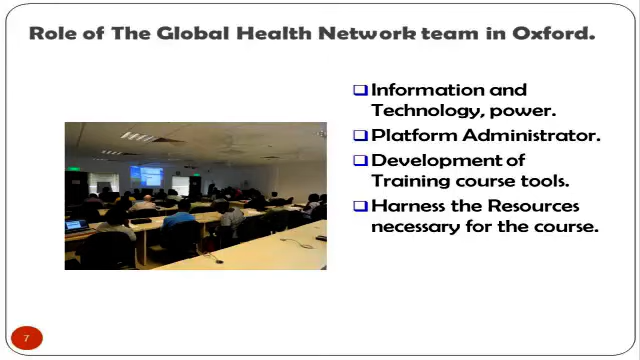 Role of The Global Health Network team in Oxford.
Information and
Technology, power.
Platform Administrator.
Development of
Training course tools.
Harness the Resources
necessary for the course.
7